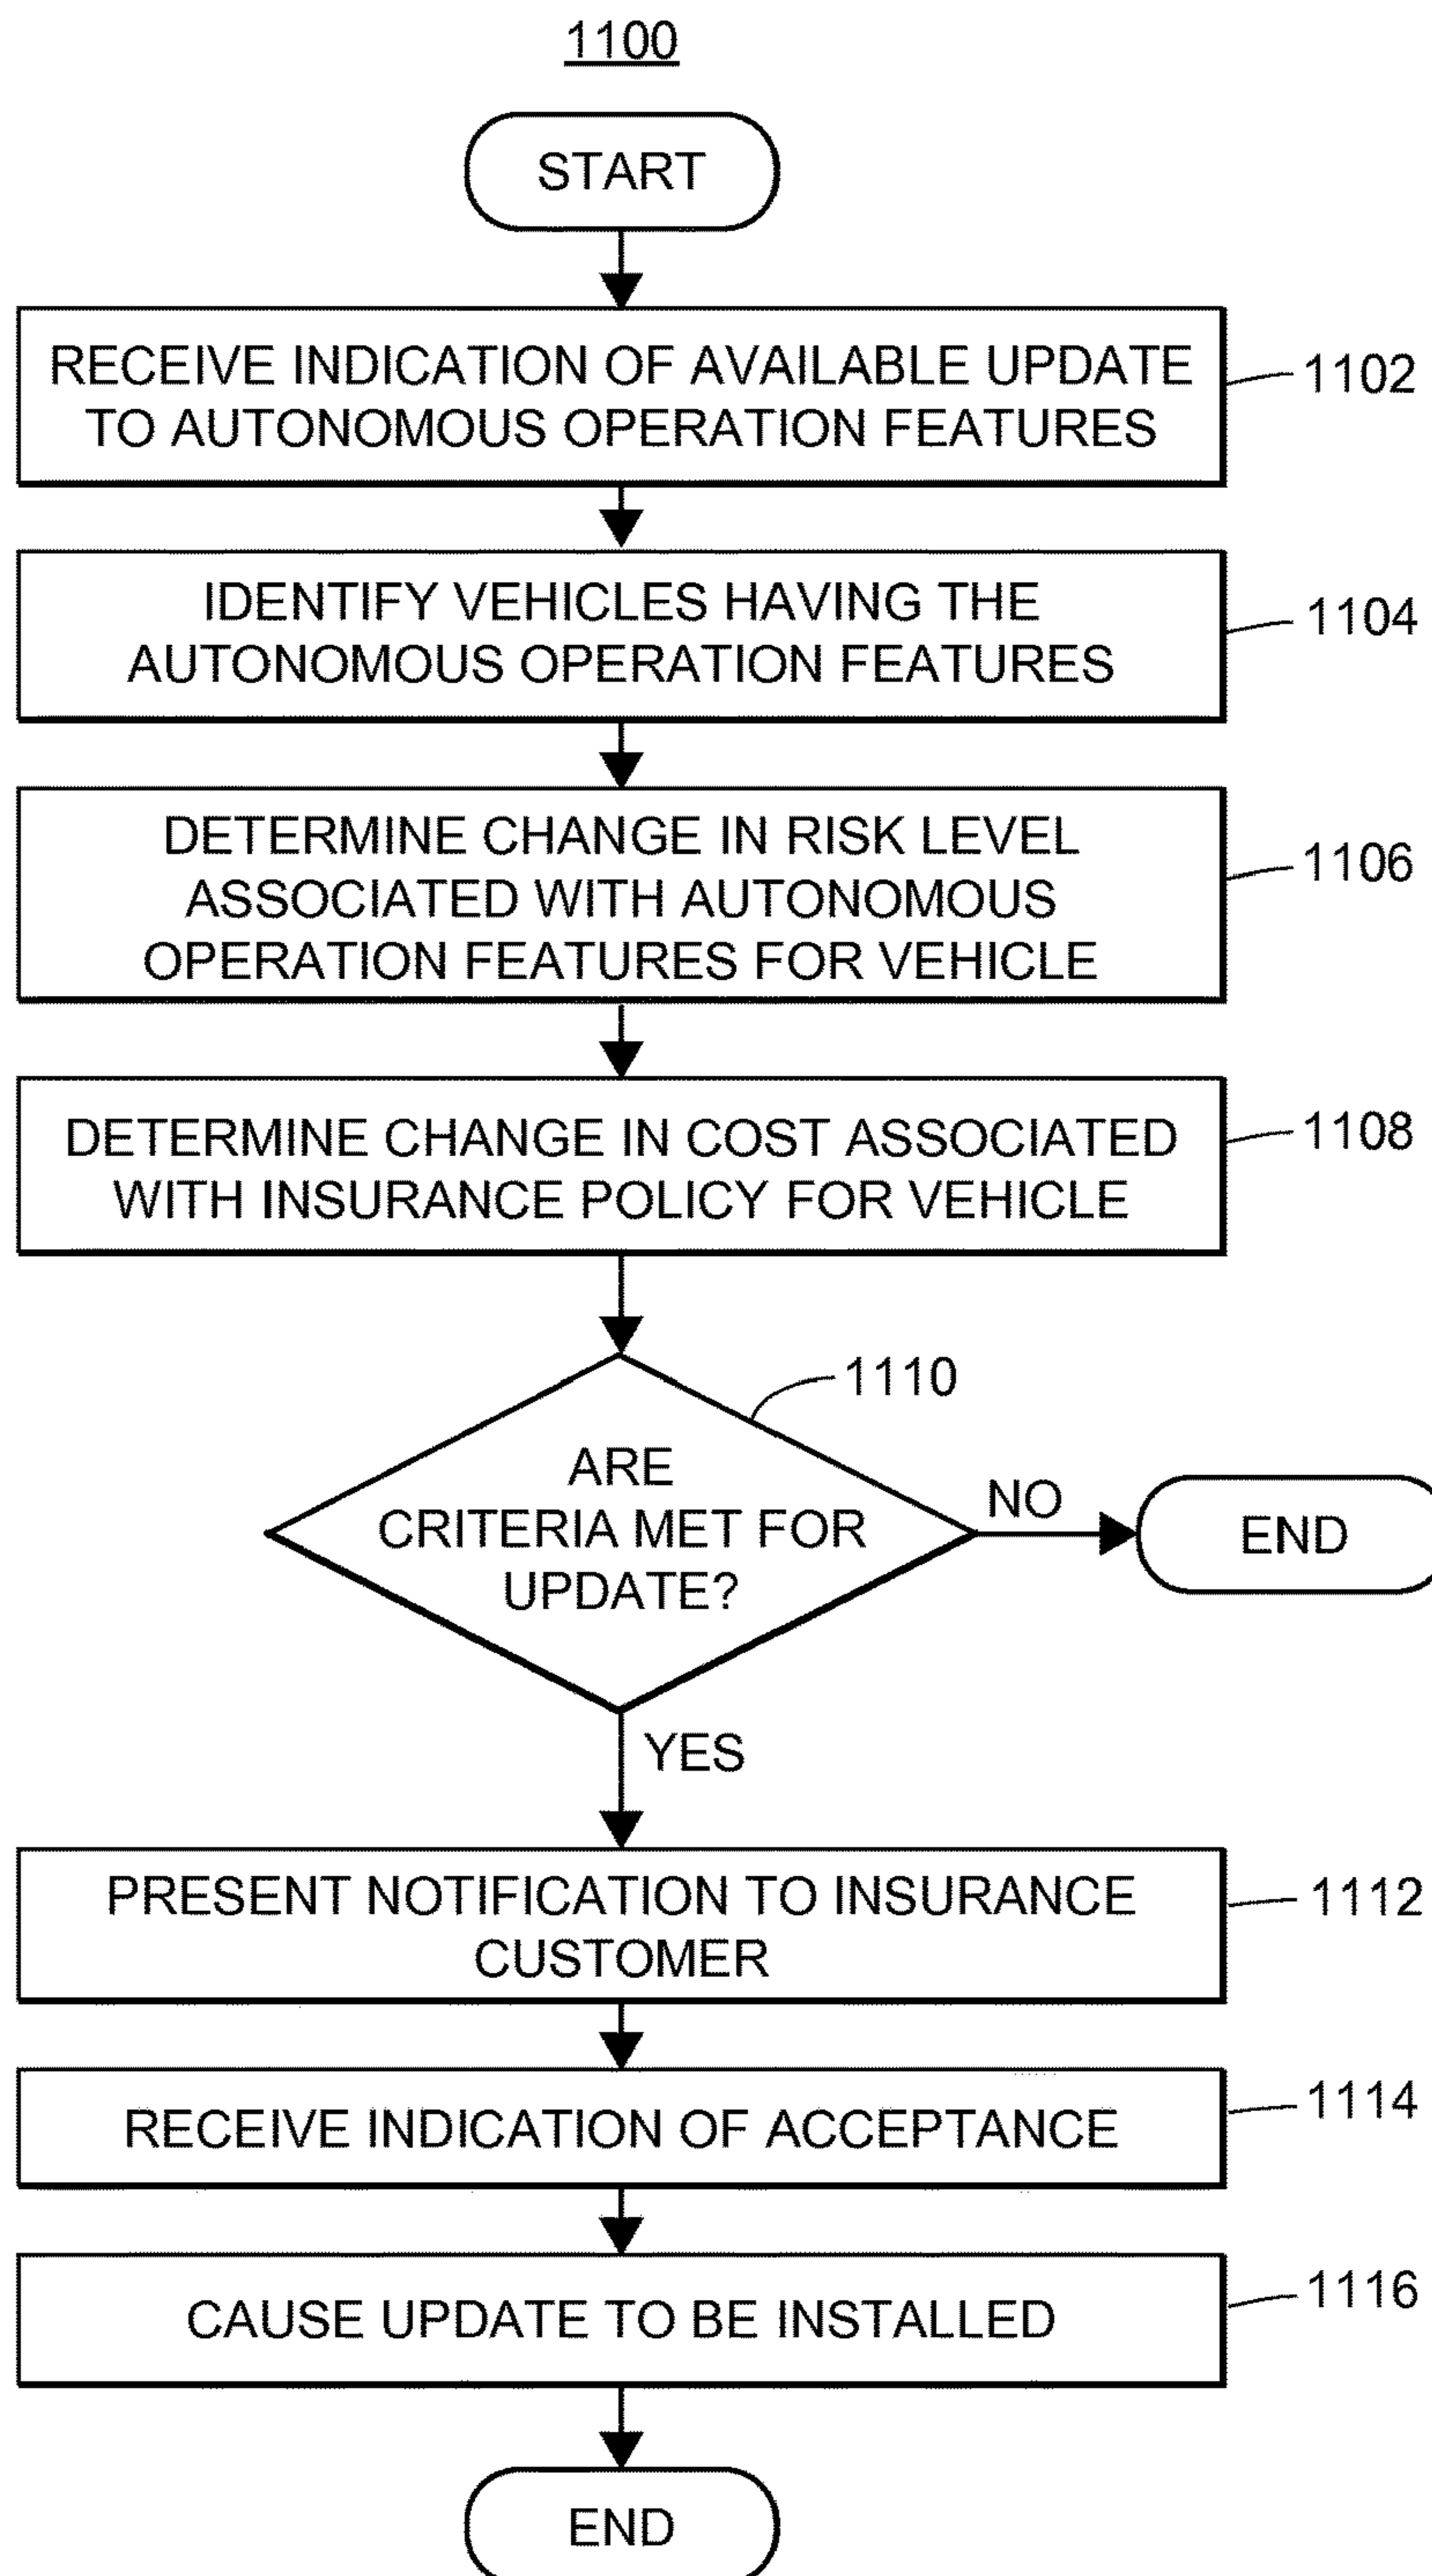 1100
START
RECEIVE INDICATION OF AVAILABLE UPDATE
TO AUTONOMOUS OPERATION FEATURES
1102
IDENTIFY VEHICLES HAVING THE
AUTONOMOUS OPERATION FEATURES
1104
DETERMINE CHANGE IN RISK LEVEL
ASSOCIATED WITH AUTONOMOUS
OPERATION FEATURES FOR VEHICLE
1106
DETERMINE CHANGE IN COST ASSOCIATED
WITH INSURANCE POLICY FOR VEHICLE
1108
1110
ARE
CRITERIA MET FOR
UPDATE?
NO
END
YES
PRESENT NOTIFICATION TO INSURANCE
CUSTOMER
1112
RECEIVE INDICATION OF ACCEPTANCE
1114
CAUSE UPDATE TO BE INSTALLED
1116
END